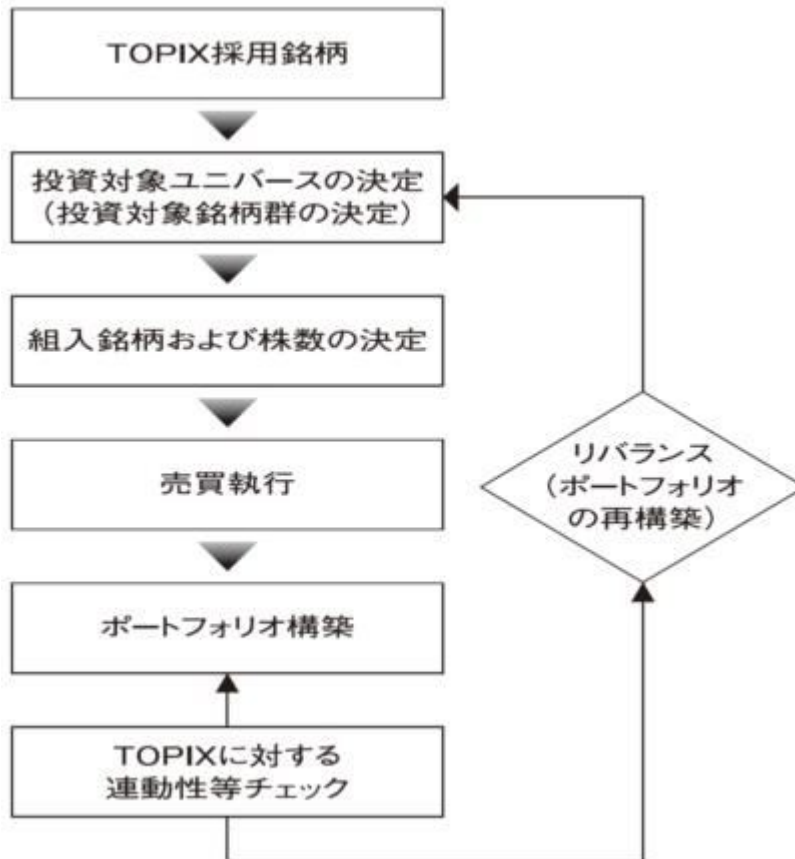 TOPIX採用銘柄
投資対象ユニバースの決定
（投資対象銘柄群の決定）
組入銘柄および株数の決定
売買執行
ポートフォリオ構築
TOPIXに対する
連動性等チェック
リバランス
（ポートフォリオ
の再構築）